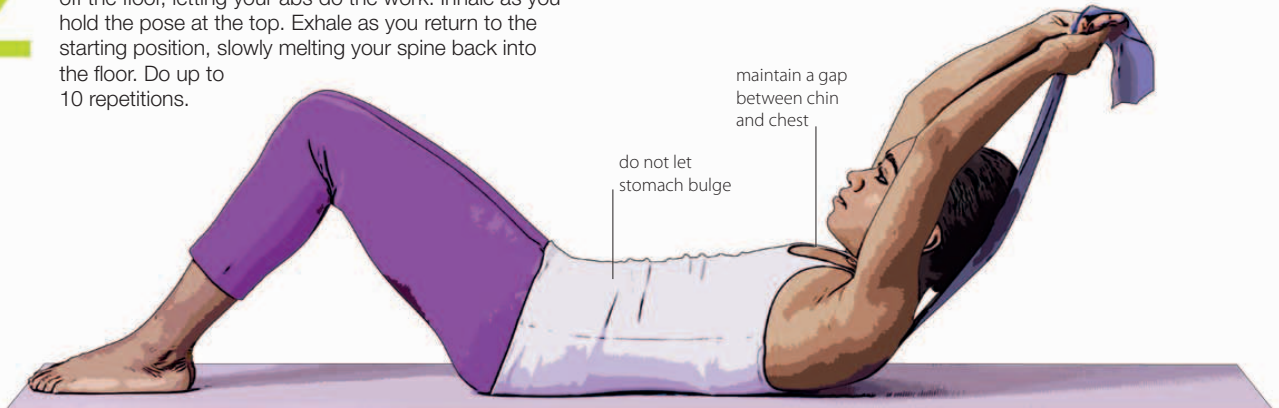 off the floor, letting your abs do the work. Inhale as you
hold the pose at the top. Exhale as you return to the
starting position, slowly melting your spine back into
the floor. Do up to
10 repetitions.
maintain a gap
between chin
and chest
do not let
stomach bulge